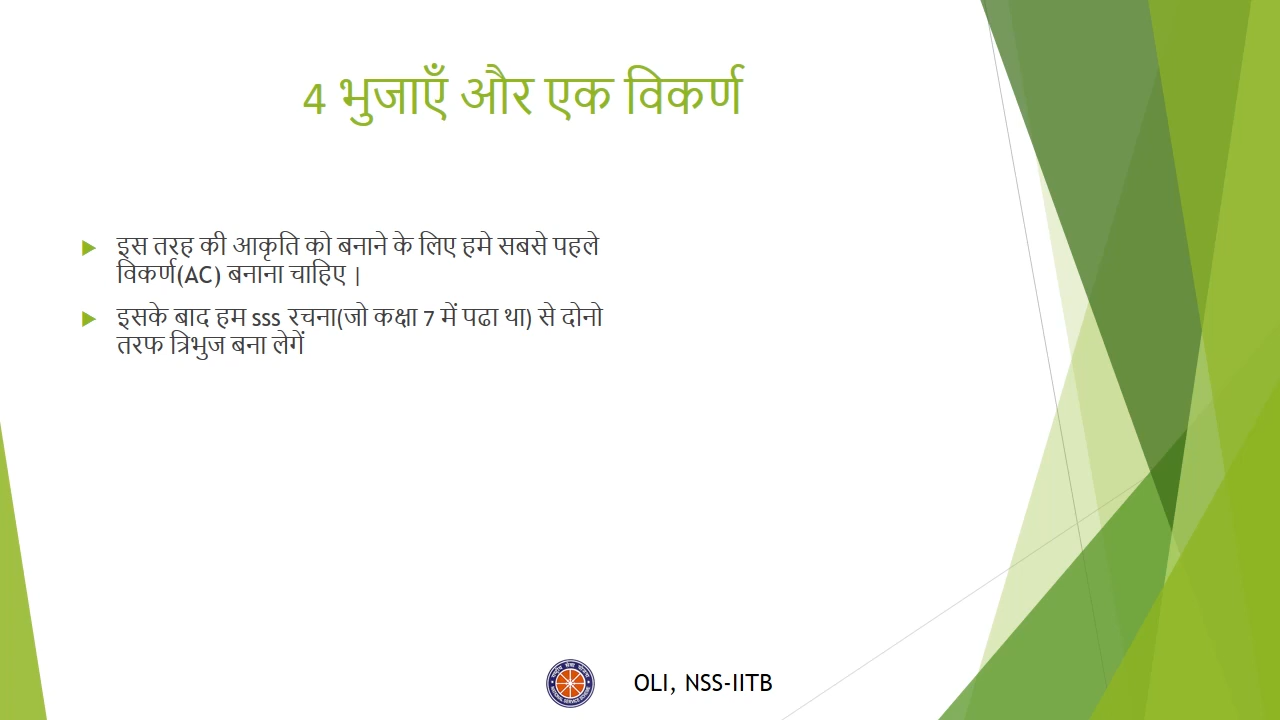 4 भुजाएँ और एक विकर्ण
इस तरह की आकृति को बनाने के लिए हमे सबसे पहले
विकर्ण(AC) बनाना चाहिए |
इसके बाद हम sss रचना(जो कक्षा 7 में पढा था) से दोनो
तरफ त्रिभुज बना लेगें
OLI, NSS-IITB